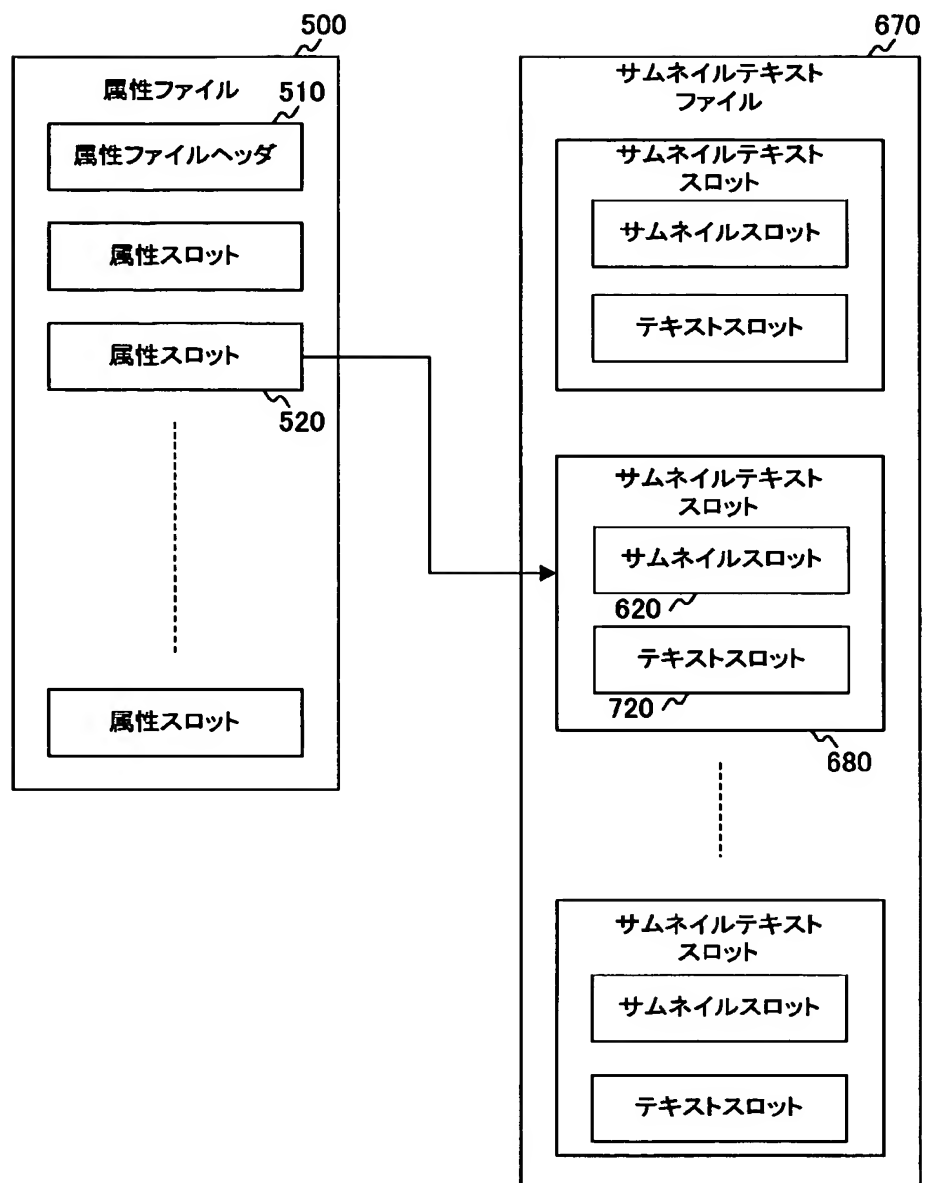 500
属性ファイル
510
属性ファイルヘッダ
属性スロット
属性スロット
520
属性スロット
670
サムネイルテキスト
ファイル
サムネイルテキスト
スロット
サムネイルスロット
テキストスロット
サムネイルテキスト
スロット
サムネイルスロット
620
テキストスロット
720
680
サムネイルテキスト
スロット
サムネイルスロット
テキストスロット